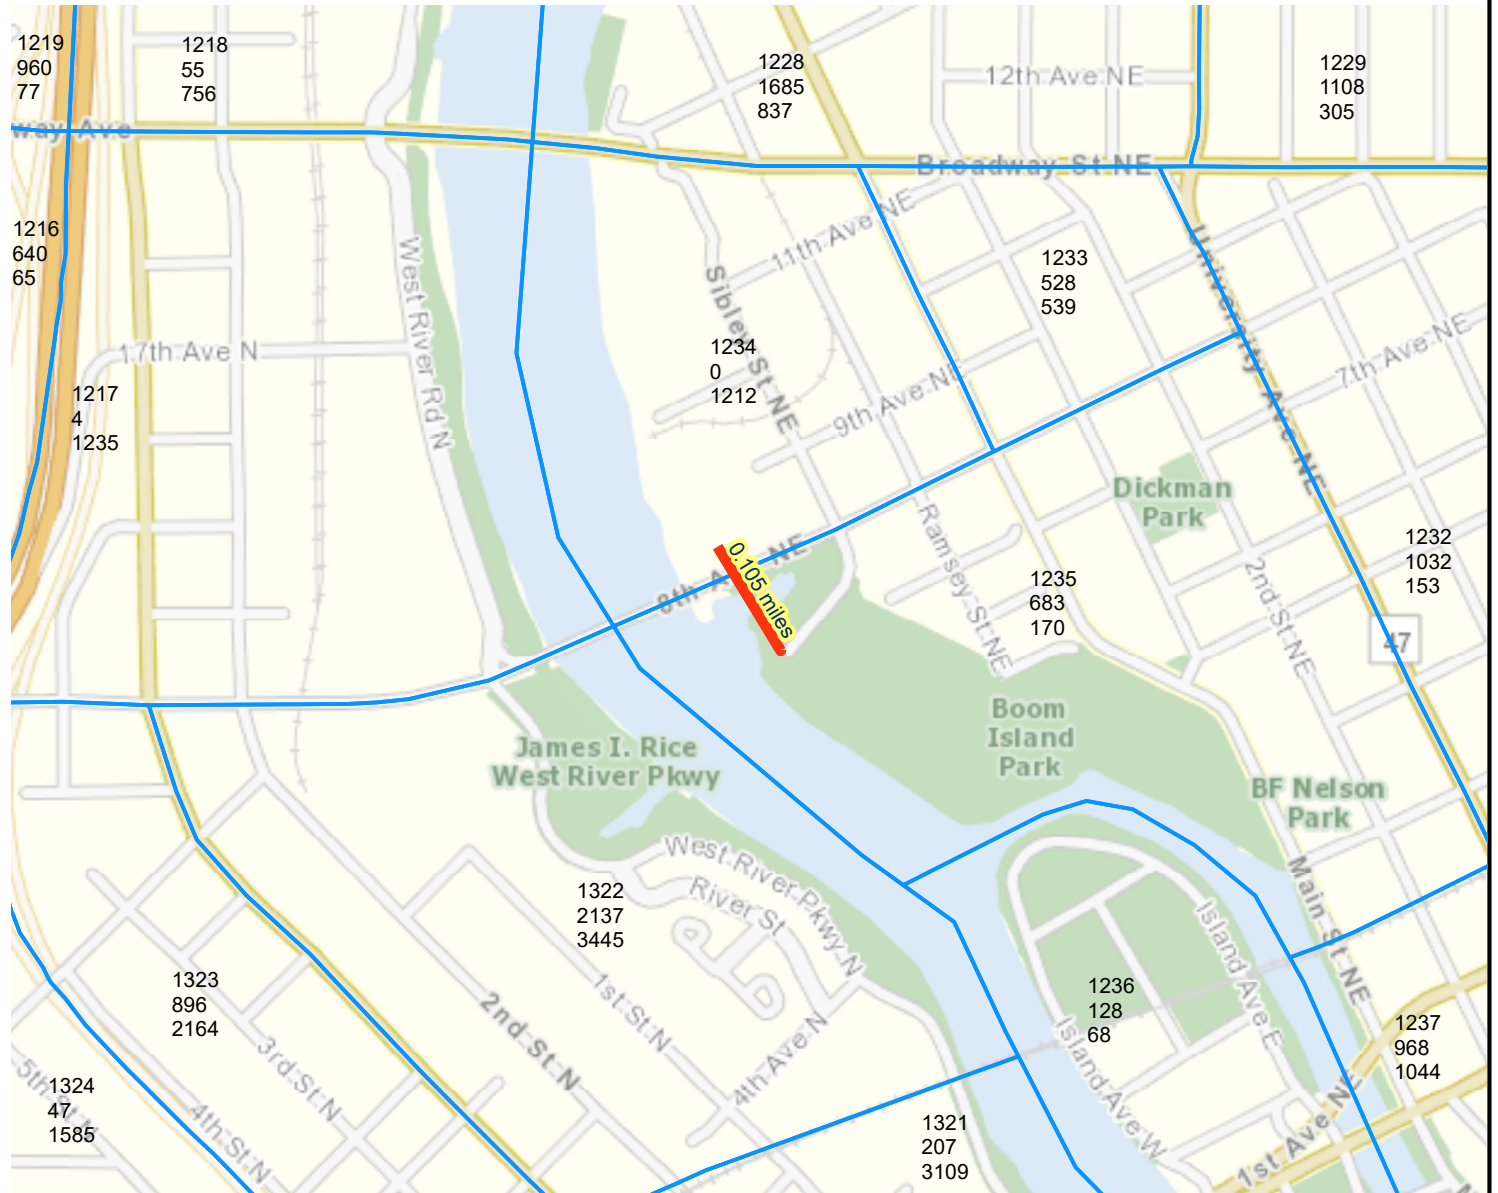 1219
960
77
1218
55
756
1228
1685
837
12th Ave NE
1229
1108
305
way Ave
Broadway St NE
1216
640
65
West River Rd N
11th Ave NE
Sibley St NE
University Ave NE
1233
528
539
17th Ave N
1234
0
1212
7th Ave NE
1217
4
1235
9th Ave NE
Dickman
Park
Ramsey St NE
2nd St NE
1232
1032
153
8th A
NE
0.105 miles
1235
683
170
47
James I. Rice
West River Pkwy
Boom
Island
Park
BF Nelson
Park
West River Pkwy N
River St
1322
2137
3445
Main St NE
Island Ave E
1323
896
2164
2nd St N
1st St N
1236
128
68
1237
968
1044
3rd St N
4th Ave N
Island Ave W
5th St N
1324
47
1585
4th St N
1321
207
3109
1st Ave NE